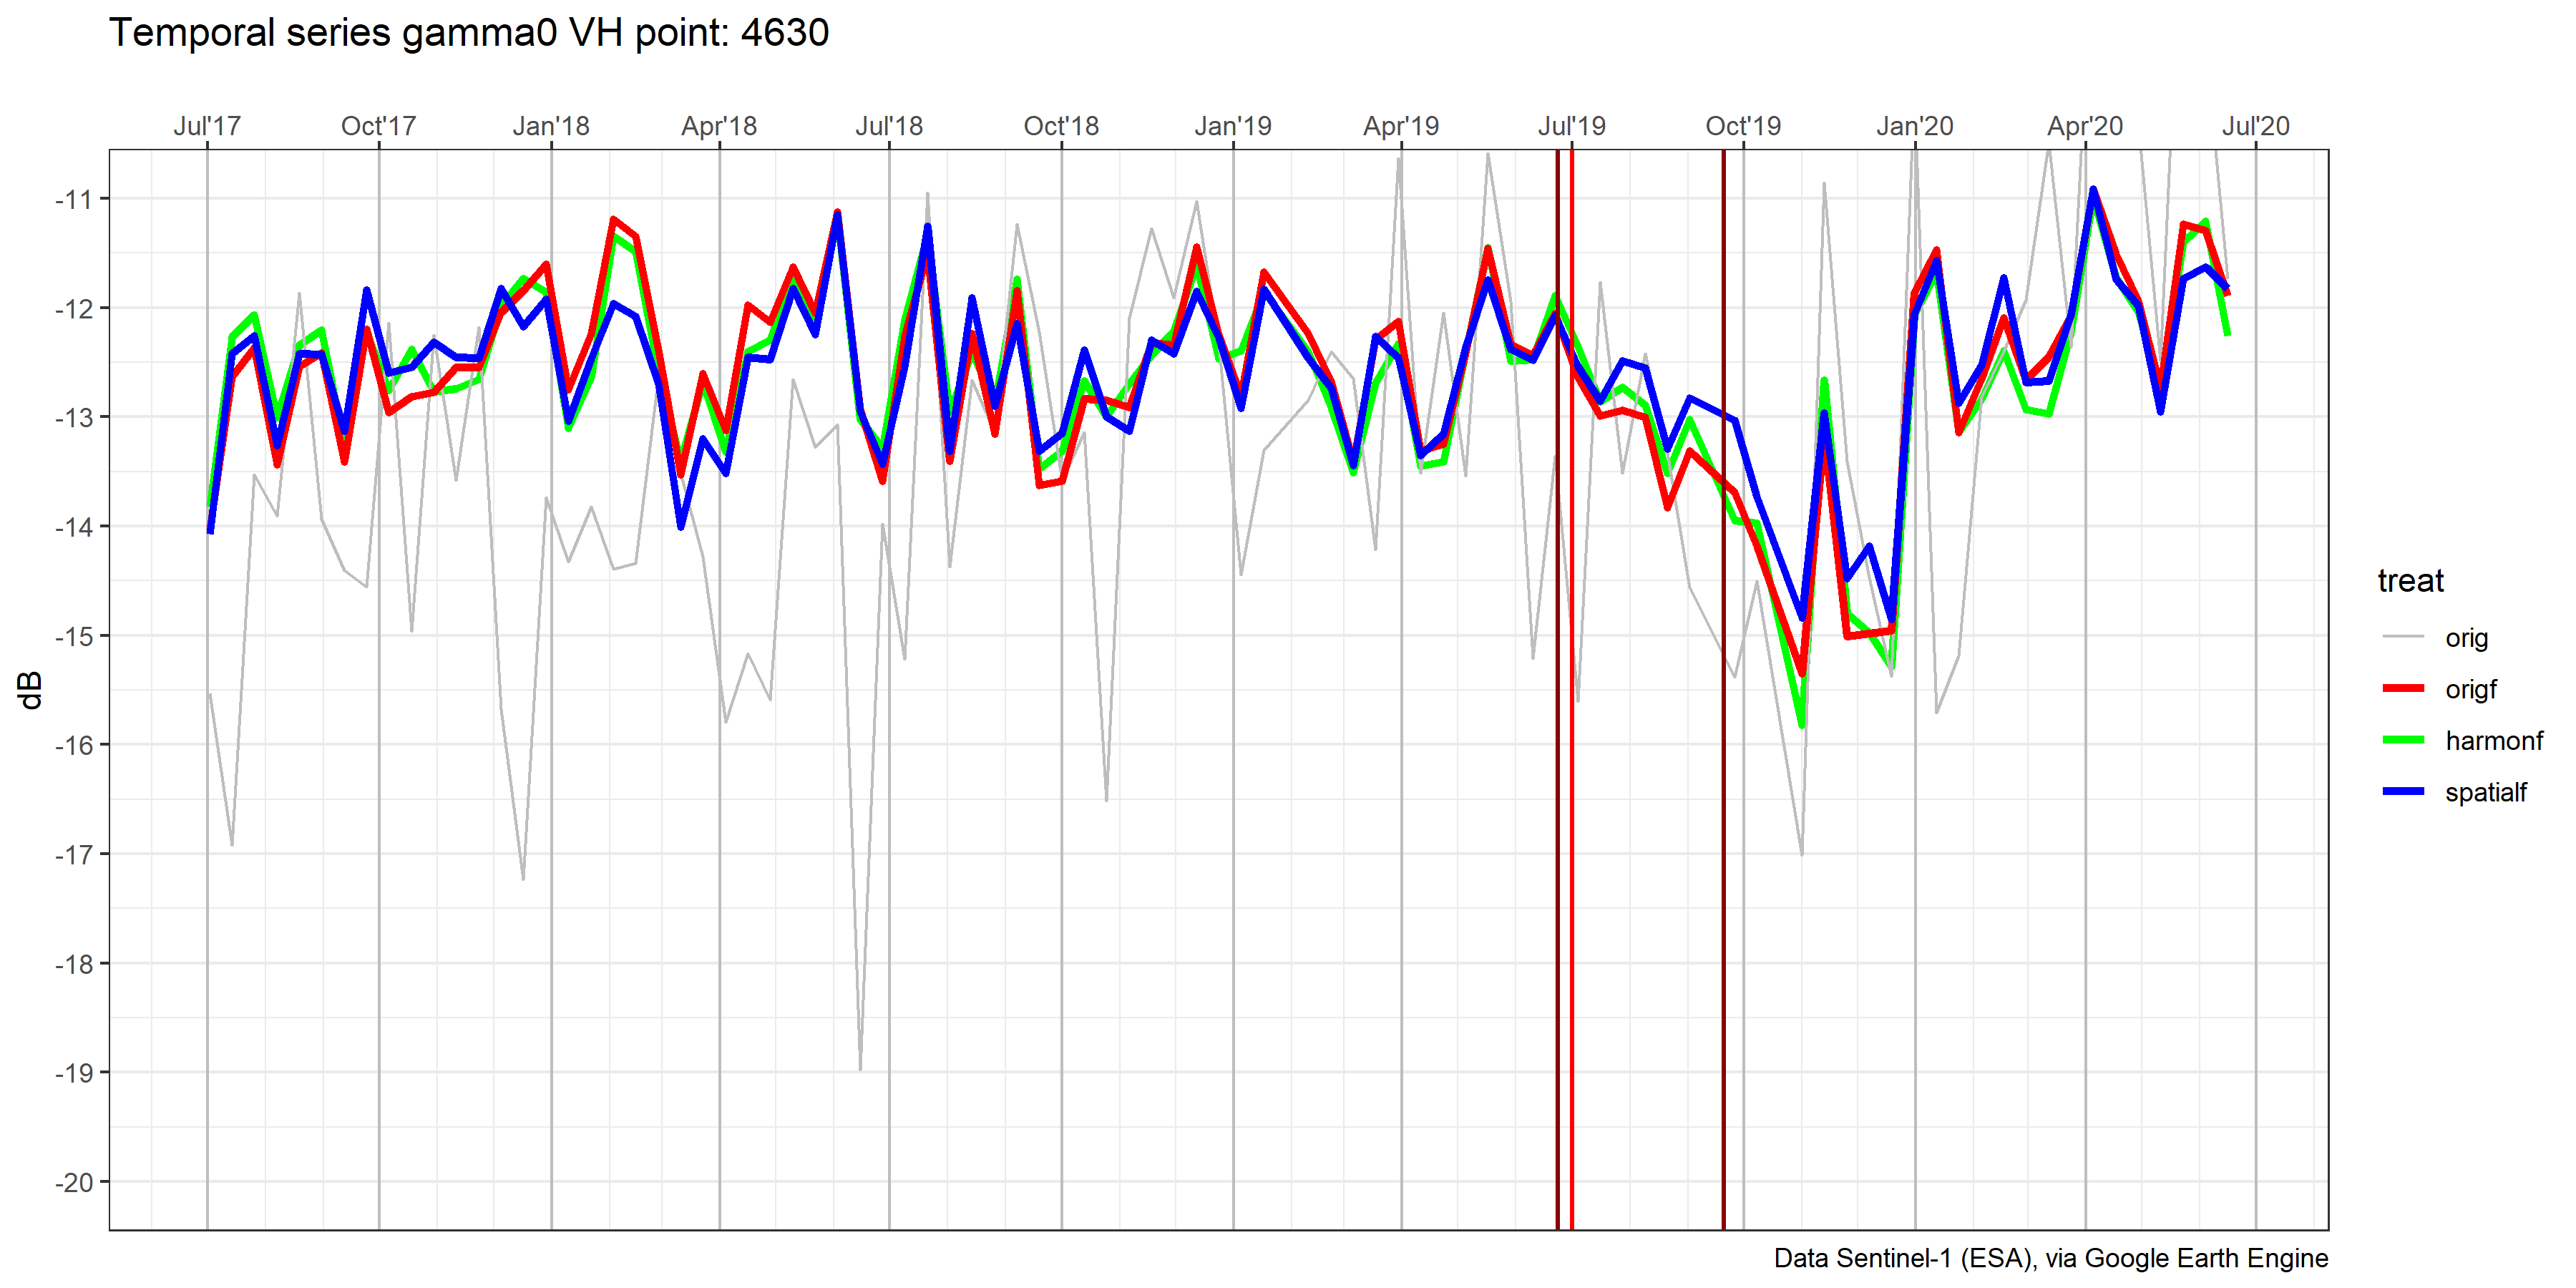 Temporal series gamma0 VH point: 4630
Jul'17 Oct'17 Jan'18 Apr'18 Jul'18 Oct'18 Jan'19 Apr'19 Jul'19 Oct'19 Jan'20 Apr'20 Jul'20
-11
-12
-13
-14
-15
-16
-17
-18
-19
-20
dB
treat
orig
origf
harmonf
spatialf
Data Sentinel-1 (ESA), via Google Earth Engine